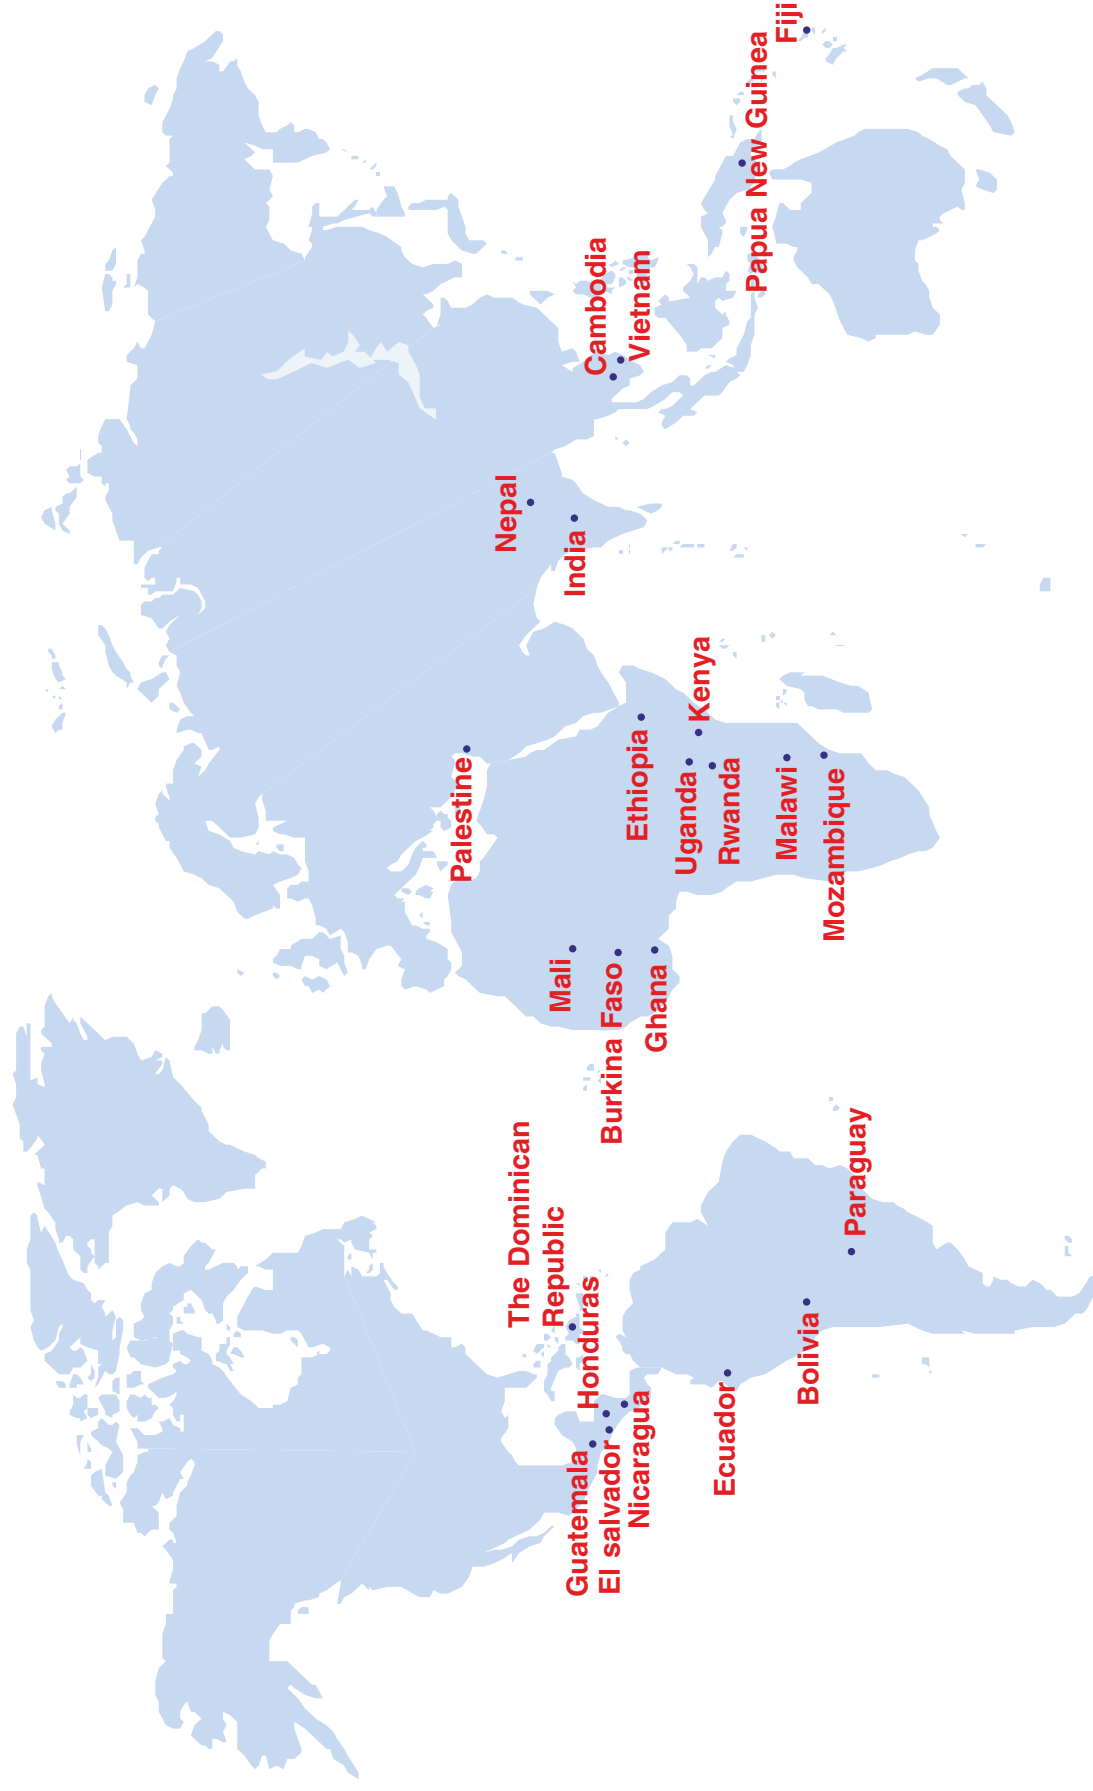 Guatemala
El salvador
Nicaragua
Honduras
The Dominican
Republic
Ecuador
Bolivia
Paraguay
Mali
Burkina Faso
Ghana
Palestine
Ethiopia
Uganda
Rwanda
Kenya
Malawi
Mozambique
Nepal
India
Cambodia
Vietnam
Papua New Guinea
Fiji